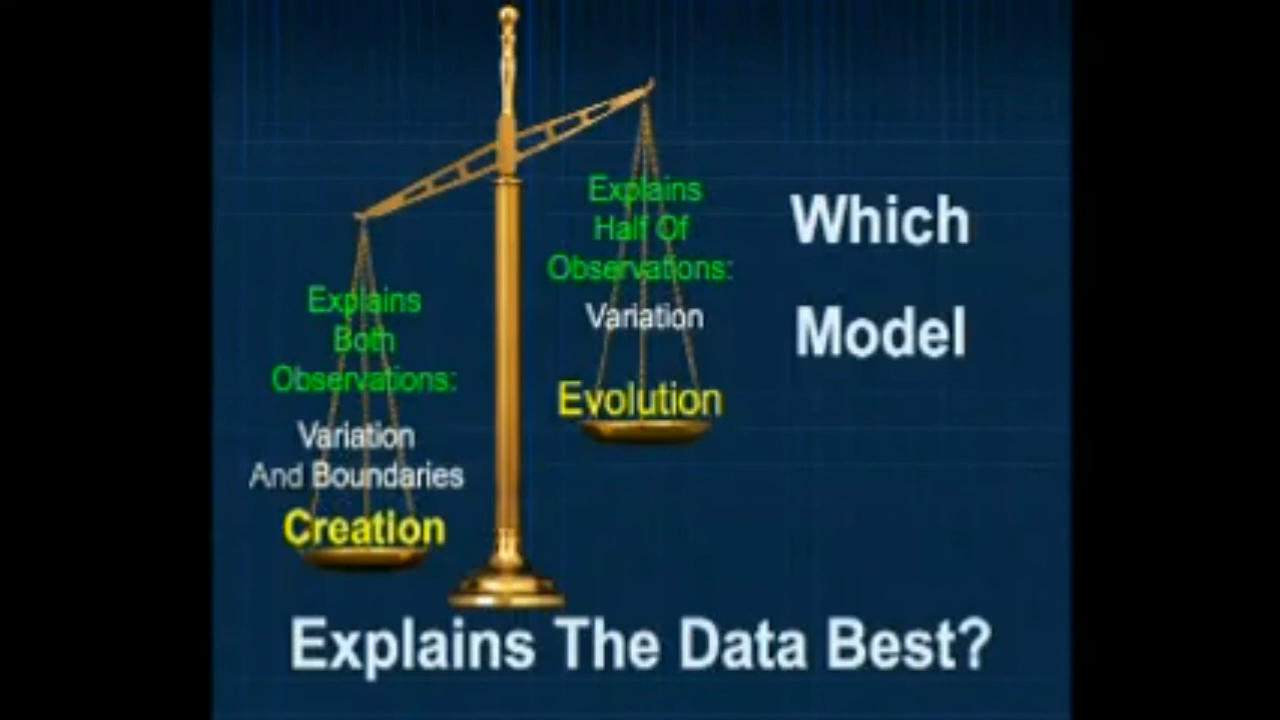 Explains
Both
Observations:
Variation
And Boundaries
Creation
Explains
Half Of
Observations:
Variation
Evolution
Which
Model
Explains The Data Best?